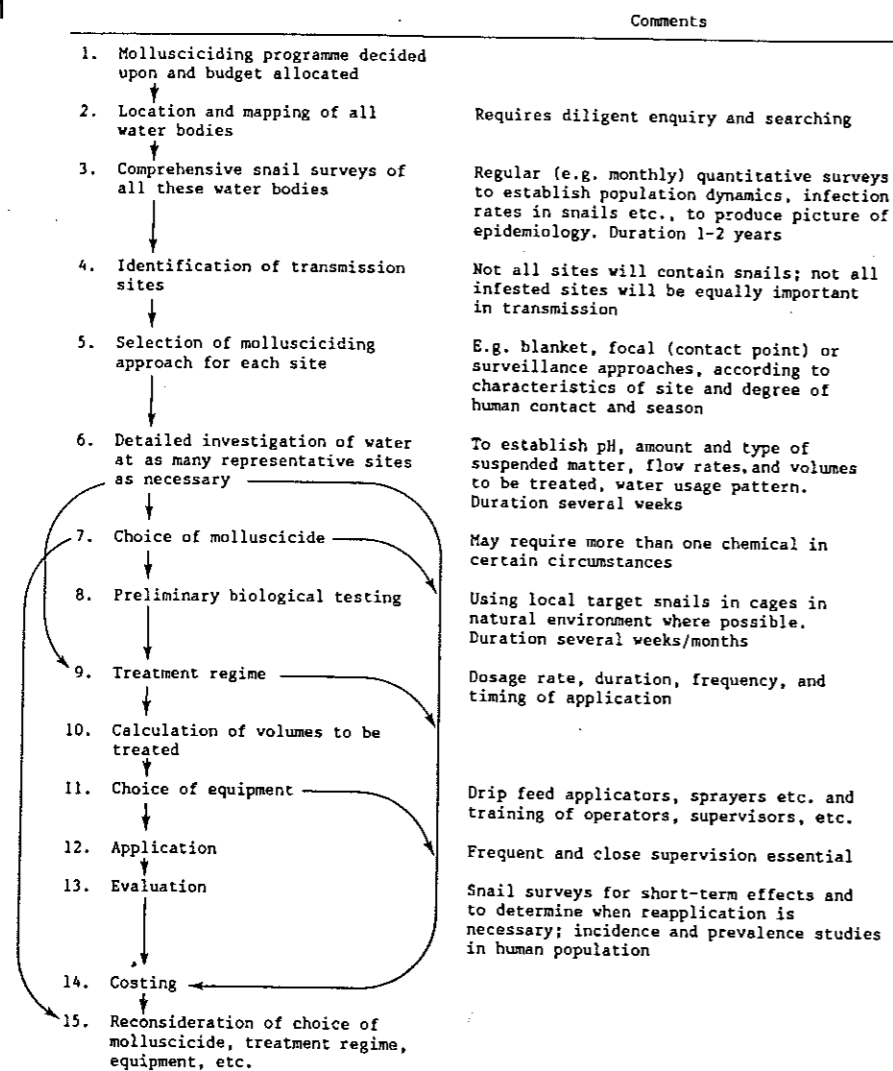 Comments
1. Mollusciciding programme decided
upon and budget allocated
2. Location and mapping of all
water bodies
Requires diligent enquiry and searching
3. Comprehensive snail surveys of
all these water bodies
Regular (e.g. monthly) quantitative surveys
to establish population dynamics, infection
rates in snails etc., to produce picture of
epidemiology. Duration 1-2 years
4. Identification of transmission
sites
Not all sites will contain snails; not all
infested sites will be equally important
in transmission
5. Selection of mollusciciding
approach for each site
E.g. blanket, focal (contact point) or
surveillance approaches, according to
characteristics of site and degree of
human contact and season
6. Detailed investigation of water
at as many representative sites
as necessary
To establish pH, amount and type of
suspended matter, flow rates, and volumes
to be treated, water usage pattern.
Duration several weeks
7. Choice of molluscicide
May require more than one chemical in
certain circumstances
8. Preliminary biological testing
Using local target snails in cages in
natural environment where possible.
Duration several weeks/months
9. Treatment regime
Dosage rate, duration, frequency, and
timing of application
10. Calculation of volumes to be
treated
11. Choice of equipment
Drip feed applicators, sprayers etc. and
training of operators, supervisors, etc.
12. Application
Frequent and close supervision essential
13. Evaluation
Snail surveys for short-term effects and
to determine when reapplication is
necessary; incidence and prevalence studies
in human population
14. Costing
15. Reconsideration of choice of
molluscicide, treatment regime,
equipment, etc.